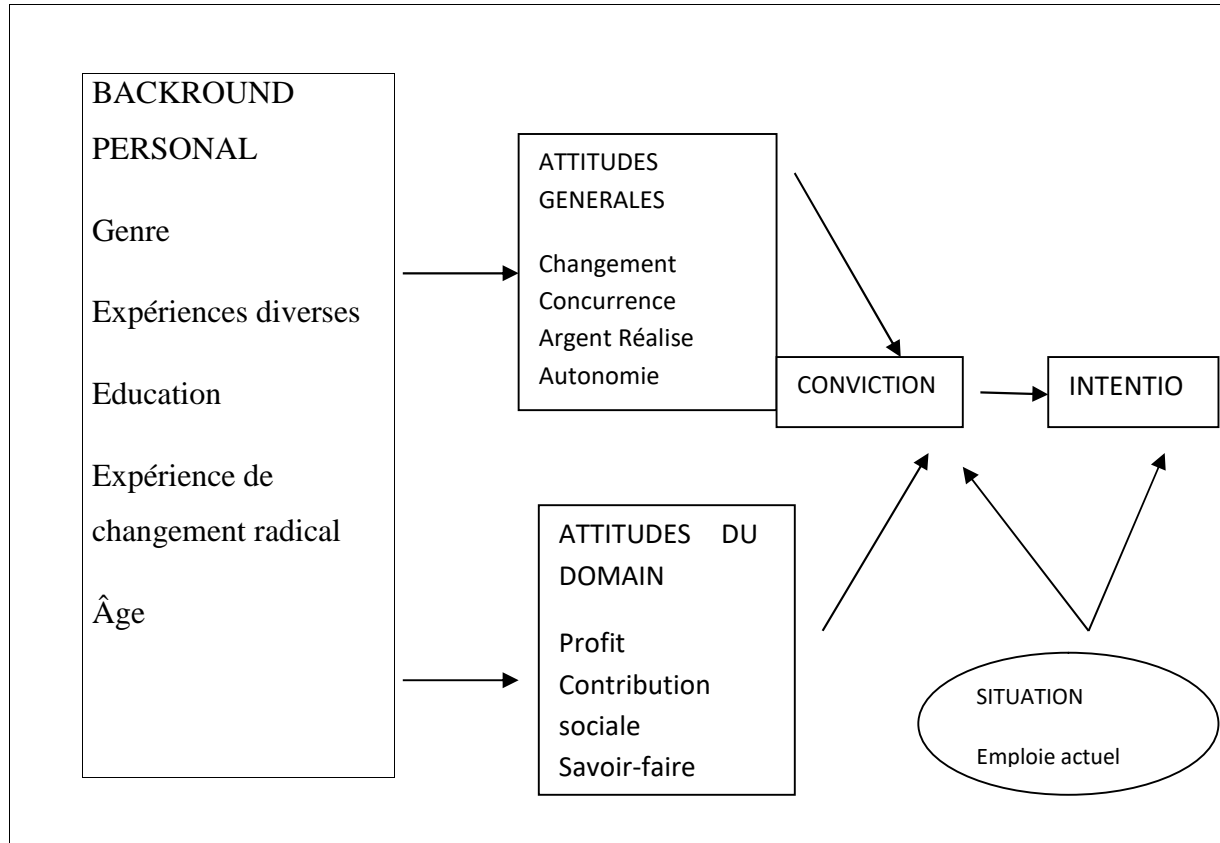 BACKROUND
PERSONAL
Genre
Expériences diverses
Education
Expérience de
changement radical
Âge
ATTITUDES
GENERALES
Changement
Concurrence
Argent Réalise
Autonomie
ATTITUDES DU
DOMAIN
Profit
Contribution
sociale
Savoir-faire
CONVICTION
INTENTIO
SITUATION
Emploie actuel